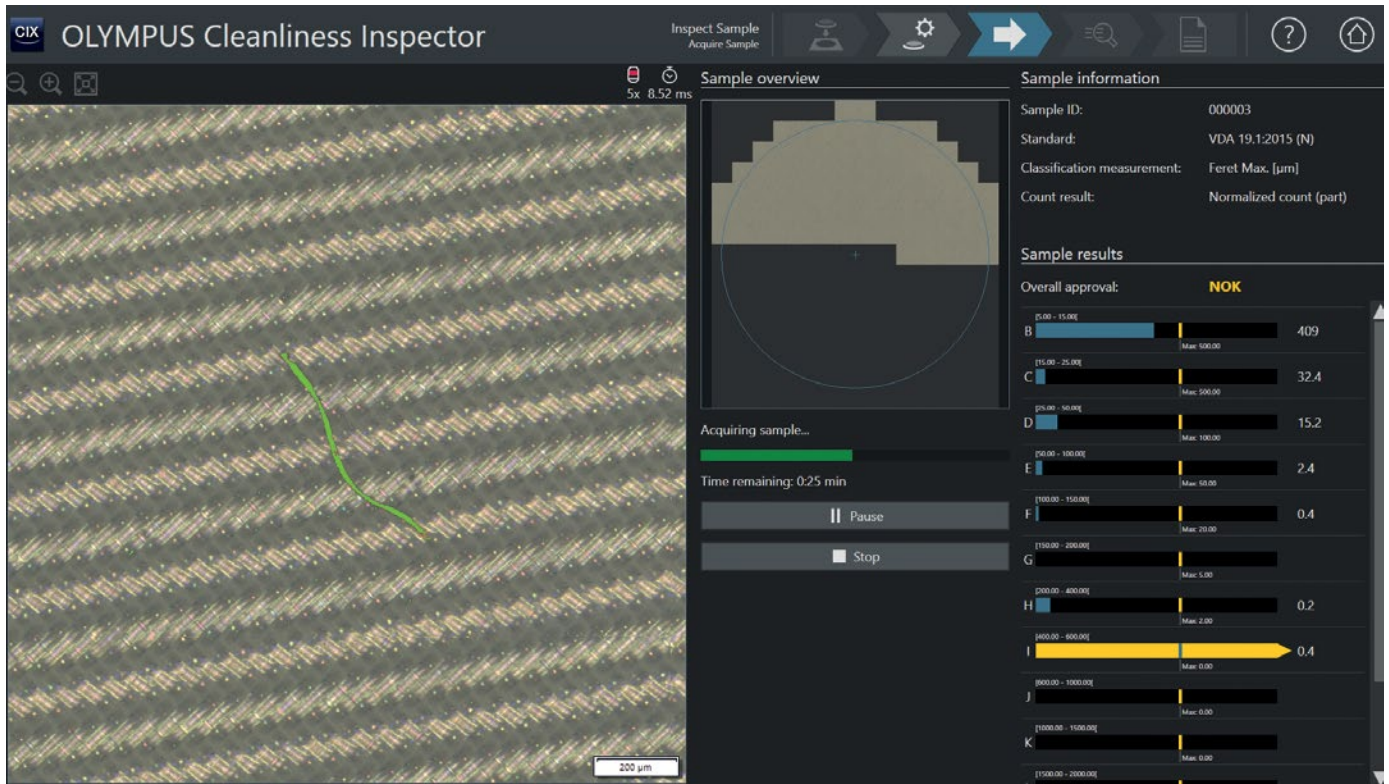 CIX
OLYMPUS Cleanliness Inspector
Inspect Sample
Acquire Sample
?
5x 8.52 ms
200 µm
Sample overview
Acquiring sample...
Time remaining: 0:25 min
Pause
Stop
Sample information
Sample ID: 000003
Standard: VDA 19.1:2015 (N)
Classification measurement: Feret Max. [µm]
Count result: Normalized count (part)
Sample results
Overall approval: NOK
[5.00 - 15.00[
B 409
Max: 500.00
[15.00 - 25.00[
C 32.4
Max: 500.00
[25.00 - 50.00[
D 15.2
Max: 100.00
[50.00 - 100.00[
E 2.4
Max: 50.00
[100.00 - 150.00[
F 0.4
Max: 20.00
[150.00 - 200.00[
G
Max: 5.00
[200.00 - 400.00[
H 0.2
Max: 2.00
[400.00 - 600.00[
I 0.4
Max: 0.00
[600.00 - 1000.00[
J
Max: 0.00
[1000.00 - 1500.00[
K
Max: 0.00
[1500.00 - 2000.00[